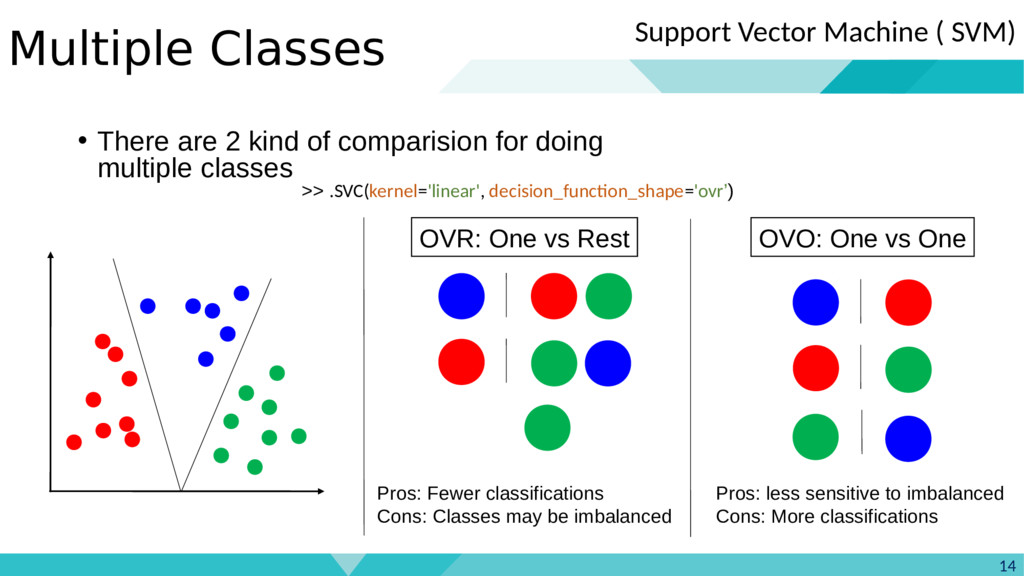 Support Vector Machine ( SVM)
Multiple Classes
• There are 2 kind of comparision for doing
multiple classes
>> .SVC(kernel='linear', decision_function_shape='ovr’)
OVR: One vs Rest
OVO: One vs One
Pros: Fewer classifications
Cons: Classes may be imbalanced
Pros: less sensitive to imbalanced
Cons: More classifications
14